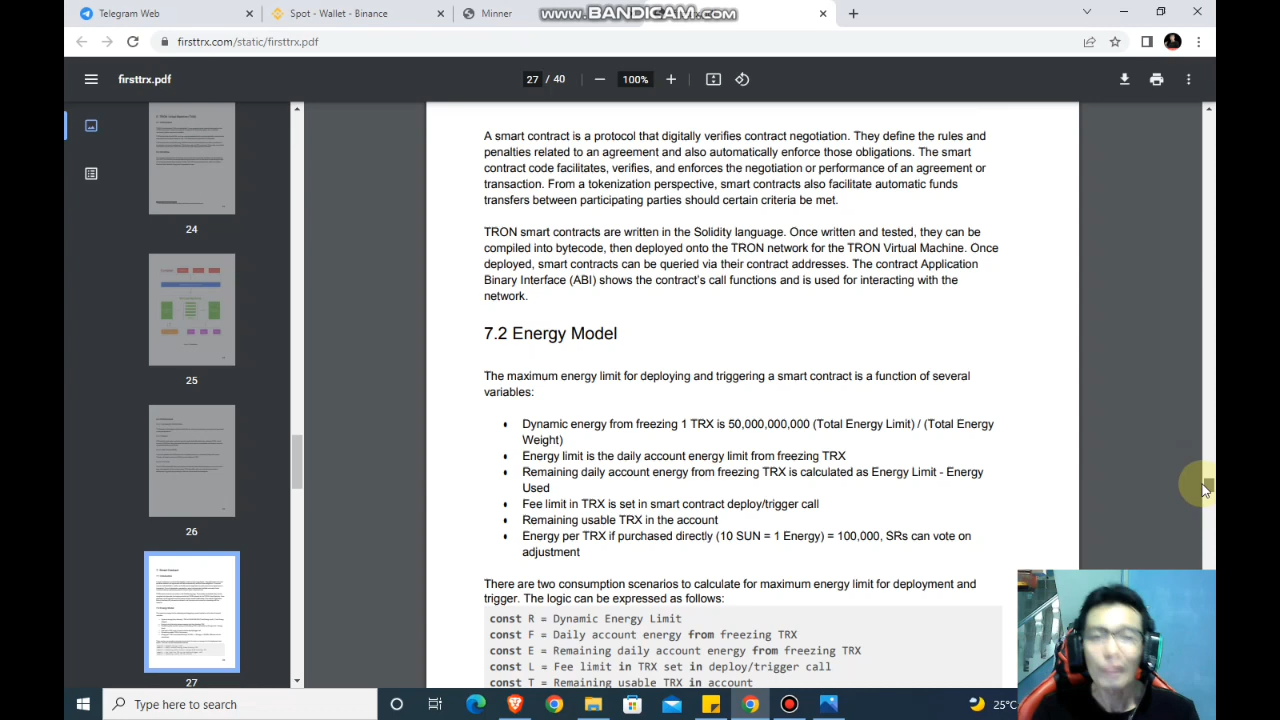 Telegram Web
Spot - Wallet - Binance
Minner
www.BANDICAM.com
firsttrx.com/static/firsttrx.pdf
firsttrx.pdf
27 / 40
100%
24
25
26
27
A smart contract is a protocol that digitally verifies contract negotiation. They define the rules and
penalties related to an agreement and also automatically enforce those obligations. The smart
contract code facilitates, verifies, and enforces the negotiation or performance of an agreement or
transaction. From a tokenization perspective, smart contracts also facilitate automatic funds
transfers between participating parties should certain criteria be met.
TRON smart contracts are written in the Solidity language. Once written and tested, they can be
compiled into bytecode, then deployed onto the TRON network for the TRON Virtual Machine. Once
deployed, smart contracts can be queried via their contract addresses. The contract Application
Binary Interface (ABI) shows the contract's call functions and is used for interacting with the
network.
7.2 Energy Model
The maximum energy limit for deploying and triggering a smart contract is a function of several
variables:
• Dynamic energy from freezing 1 TRX is 50,000,000,000 (Total Energy Limit) / (Total Energy
Weight)
• Energy limit is the daily account energy limit from freezing TRX
• Remaining daily account energy from freezing TRX is calculated as Energy Limit - Energy
Used
• Fee limit in TRX is set in smart contract deploy/trigger call
• Remaining usable TRX in the account
• Energy per TRX if purchased directly (10 SUN = 1 Energy) = 100,000, SRs can vote on
adjustment
There are two consumption scenarios to calculate for maximum energy limit for deployment and
trigger. The logic can be expressed as follows:
const R = Dynamic Energy Limit
const F = Daily account energy from freezing TRX
const E = Remaining daily account energy from freezing TRX
const L = Fee limit in TRX set in deploy/trigger call
const T = Remaining usable TRX in account
Type here to search
25°C